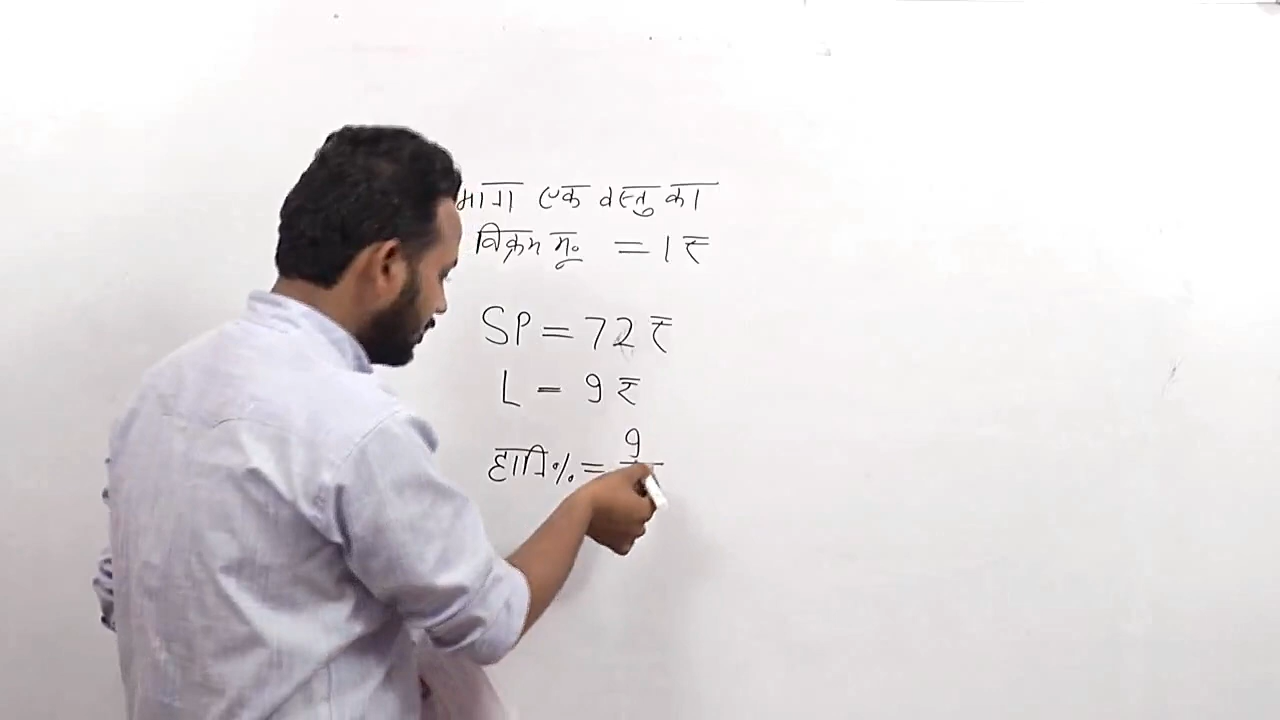 माना एक वस्तु का
विक्रय मू० = 1 ₹
SP = 72 ₹
L = 9 ₹
हानि% = 9